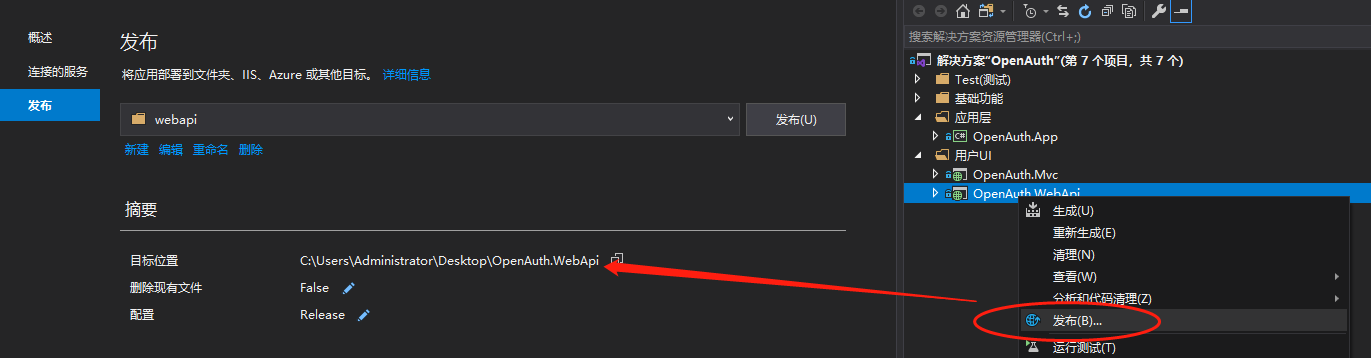 概述
连接的服务
发布
发布
将应用部署到文件夹、IIS、Azure 或其他目标。 详细信息
webapi
发布(U)
新建 编辑 重命名 删除
摘要
目标位置 C:\Users\Administrator\Desktop\OpenAuth.WebApi
删除现有文件 False
配置 Release
搜索解决方案资源管理器(Ctrl+;)
解决方案"OpenAuth"(第 7 个项目，共 7 个)
Test(测试)
基础功能
应用层
C# OpenAuth.App
用户UI
OpenAuth.Mvc
OpenAuth.WebApi
生成(U)
重新生成(E)
清理(N)
查看(W)
分析和代码清理(Z)
发布(B)...
运行测试(T)